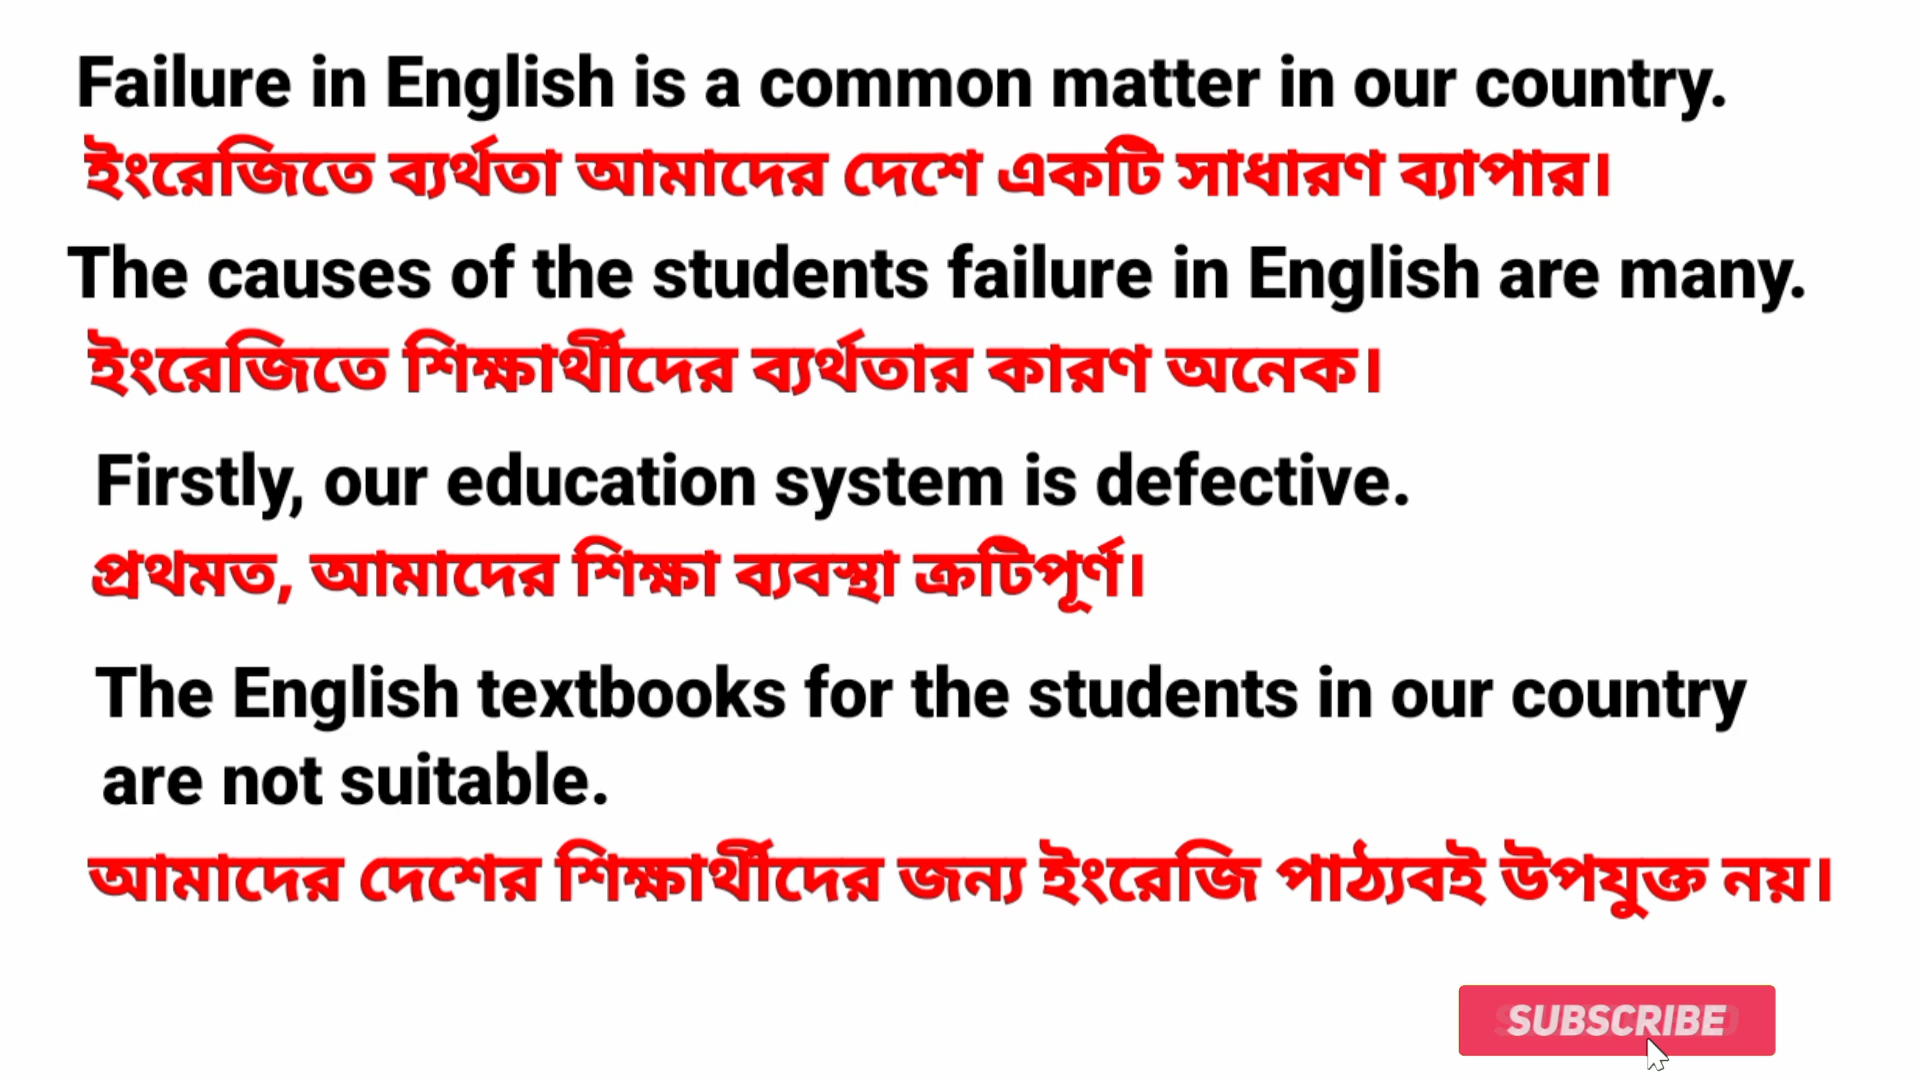 Failure in English is a common matter in our country.
ইংরেজিতে ব্যর্থতা আমাদের দেশে একটি সাধারণ ব্যাপার।
The causes of the students failure in English are many.
ইংরেজিতে শিক্ষার্থীদের ব্যর্থতার কারণ অনেক।
Firstly, our education system is defective.
প্রথমত, আমাদের শিক্ষা ব্যবস্থা ক্রটিপূর্ণ।
The English textbooks for the students in our country
are not suitable.
আমাদের দেশের শিক্ষার্থীদের জন্য ইংরেজি পাঠ্যবই উপযুক্ত নয়।
SUBSCRIBE